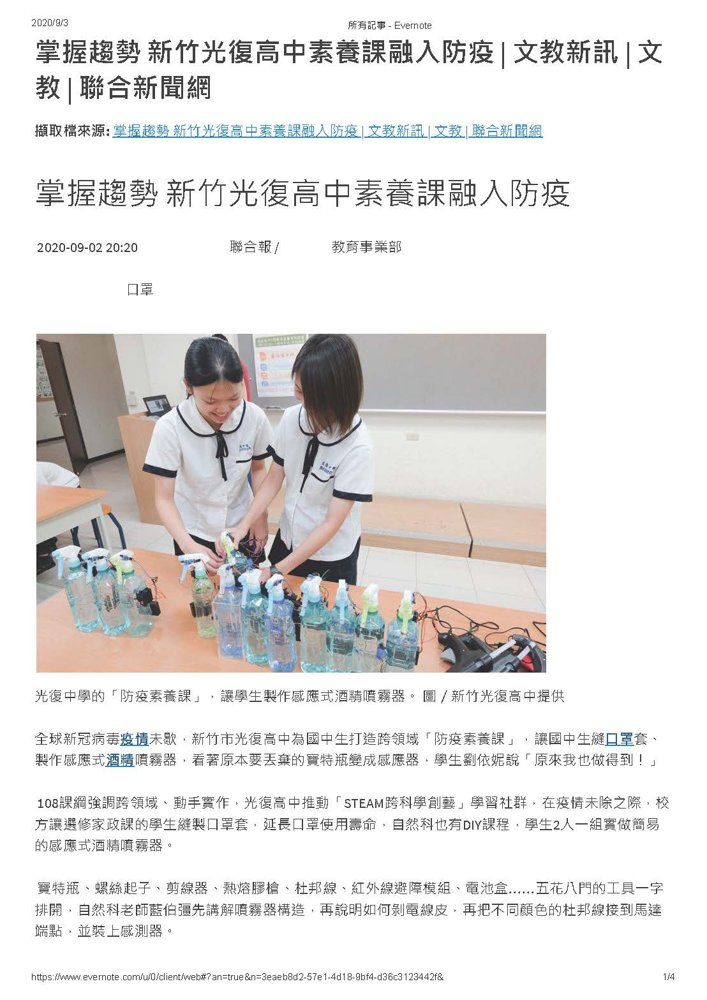 2020/9/3
所有記事 - Evernote
掌握趨勢 新竹光復高中素養課融入防疫 | 文教新訊 | 文
教 | 聯合新聞網
擷取檔來源: 掌握趨勢 新竹光復高中素養課融入防疫 | 文教新訊 | 文教 | 聯合新聞網
掌握趨勢 新竹光復高中素養課融入防疫
2020-09-02 20:20 聯合報 / 教育事業部
口罩
光復中學的「防疫素養課」，讓學生製作感應式酒精噴霧器。 圖／新竹光復高中提供
全球新冠病毒疫情未歇，新竹市光復高中為國中生打造跨領域「防疫素養課」，讓國中生縫口罩套、
製作感應式酒精噴霧器，看著原本要丟棄的寶特瓶變成感應器，學生劉依妮說「原來我也做得到！」
108課綱強調跨領域、動手實作，光復高中推動「STEAM跨科學創藝」學習社群，在疫情未除之際，校
方讓選修家政課的學生縫製口罩套，延長口罩使用壽命，自然科也有DIY課程，學生2人一組實做簡易
的感應式酒精噴霧器。
寶特瓶、螺絲起子、剪線器、熱熔膠槍、杜邦線、紅外線避障模組、電池盒……五花八門的工具一字
排開，自然科老師藍伯彊先講解噴霧器構造，再說明如何剝電線皮，再把不同顏色的杜邦線接到馬達
端點，並裝上感測器。
https://www.evernote.com/u/0/client/web#?an=true&n=3eaeb8d2-57e1-4d18-9bf4-d36c3123442f&
1/4